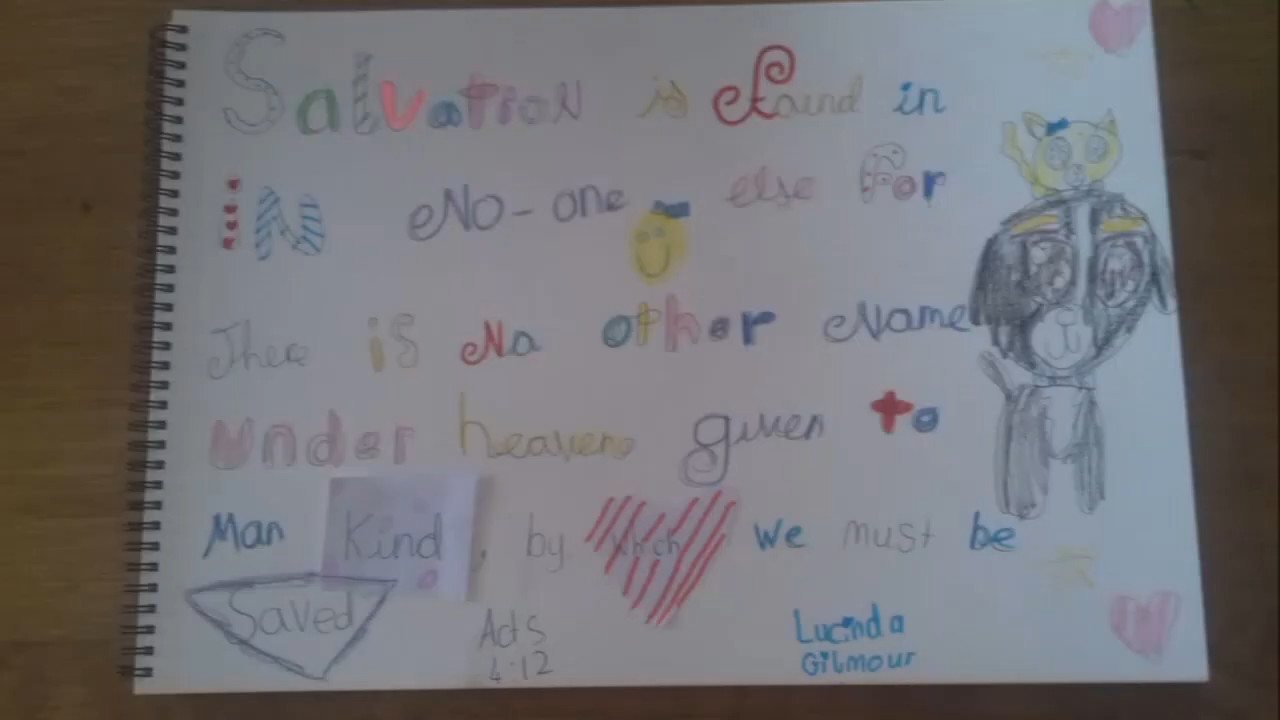 Salvation is found in
in No-one else for
There is No other Name
under heaven given to
Man Kind, by which we must be
Saved
Acts
4:12
Lucinda
Gilmour